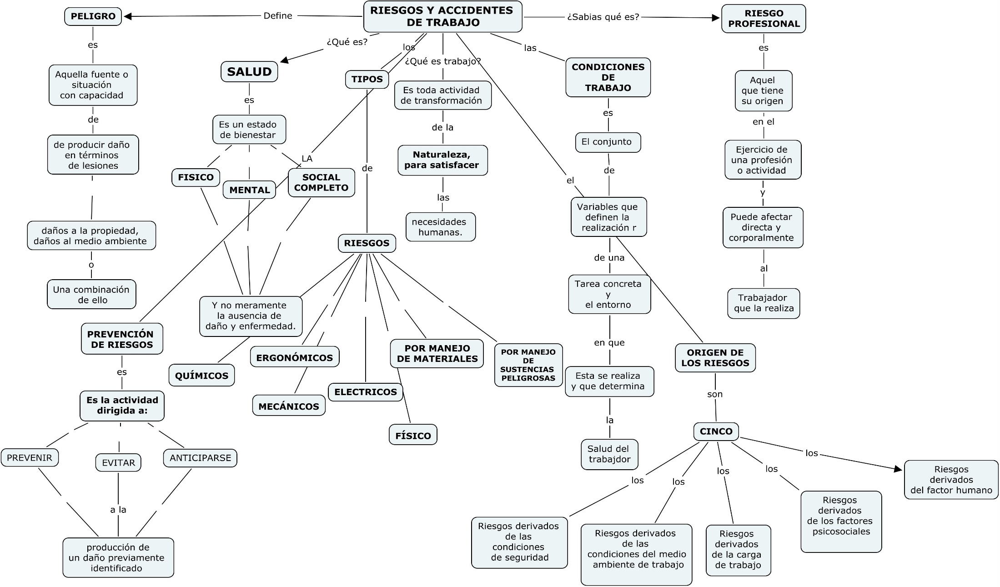 RIESGOS Y ACCIDENTES
DE TRABAJO
Define
PELIGRO
es
Aquella fuente o
situación
con capacidad
de
de producir daño
en términos
de lesiones
daños a la propiedad,
daños al medio ambiente
o
Una combinación
de ello
¿Qué es?
SALUD
es
Es un estado
de bienestar
FISICO
MENTAL
SOCIAL
COMPLETO
Y no meramente
la ausencia de
daño y enfermedad.
LA
PREVENCIÓN
DE RIESGOS
es
Es la actividad
dirigida a:
PREVENIR
EVITAR
ANTICIPARSE
a la
producción de
un daño previamente
identificado
los
TIPOS
de
RIESGOS
QUÍMICOS
ERGONÓMICOS
MECÁNICOS
ELECTRICOS
FÍSICO
POR MANEJO
DE MATERIALES
POR MANEJO
DE
SUSTENCIAS
PELIGROSAS
¿Qué es trabajo?
Es toda actividad
de transformación
de la
Naturaleza,
para satisfacer
las
necesidades
humanas.
las
CONDICIONES
DE
TRABAJO
es
El conjunto
de
Variables que
definen la
realización r
de una
Tarea concreta
y
el entorno
en que
Esta se realiza
y que determina
la
Salud del
trabajdor
el
ORIGEN DE
LOS RIESGOS
son
CINCO
los
Riesgos derivados
de las
condiciones
de seguridad
los
Riesgos derivados
de las
condiciones del medio
ambiente de trabajo
los
Riesgos
derivados
de la carga
de trabajo
los
Riesgos
derivados
de los factores
psicosociales
los
Riesgos
derivados
del factor humano
¿Sabias qué es?
RIESGO
PROFESIONAL
es
Aquel
que tiene
su origen
en el
Ejercicio de
una profesión
o actividad
y
Puede afectar
directa y
corporalmente
al
Trabajador
que la realiza